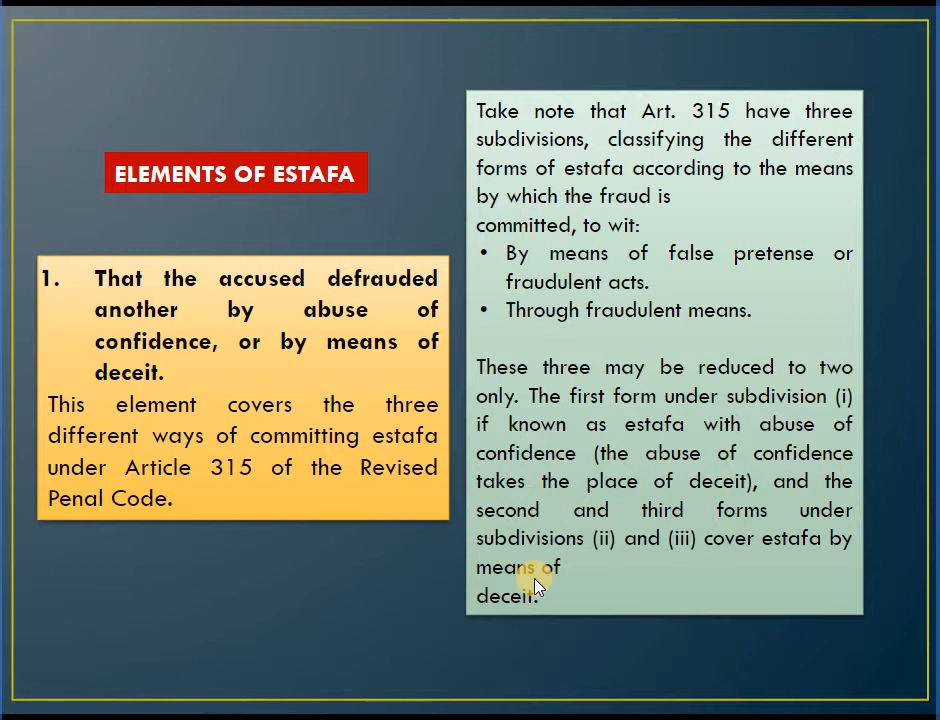 ELEMENTS OF ESTAFA
1. That the accused defrauded
another by abuse of
confidence, or by means of
deceit.
This element covers the three
different ways of committing estafa
under Article 315 of the Revised
Penal Code.
Take note that Art. 315 have three
subdivisions, classifying the different
forms of estafa according to the means
by which the fraud is
committed, to wit:
• By means of false pretense or
fraudulent acts.
• Through fraudulent means.
These three may be reduced to two
only. The first form under subdivision (i)
if known as estafa with abuse of
confidence (the abuse of confidence
takes the place of deceit), and the
second and third forms under
subdivisions (ii) and (iii) cover estafa by
means of
deceit.